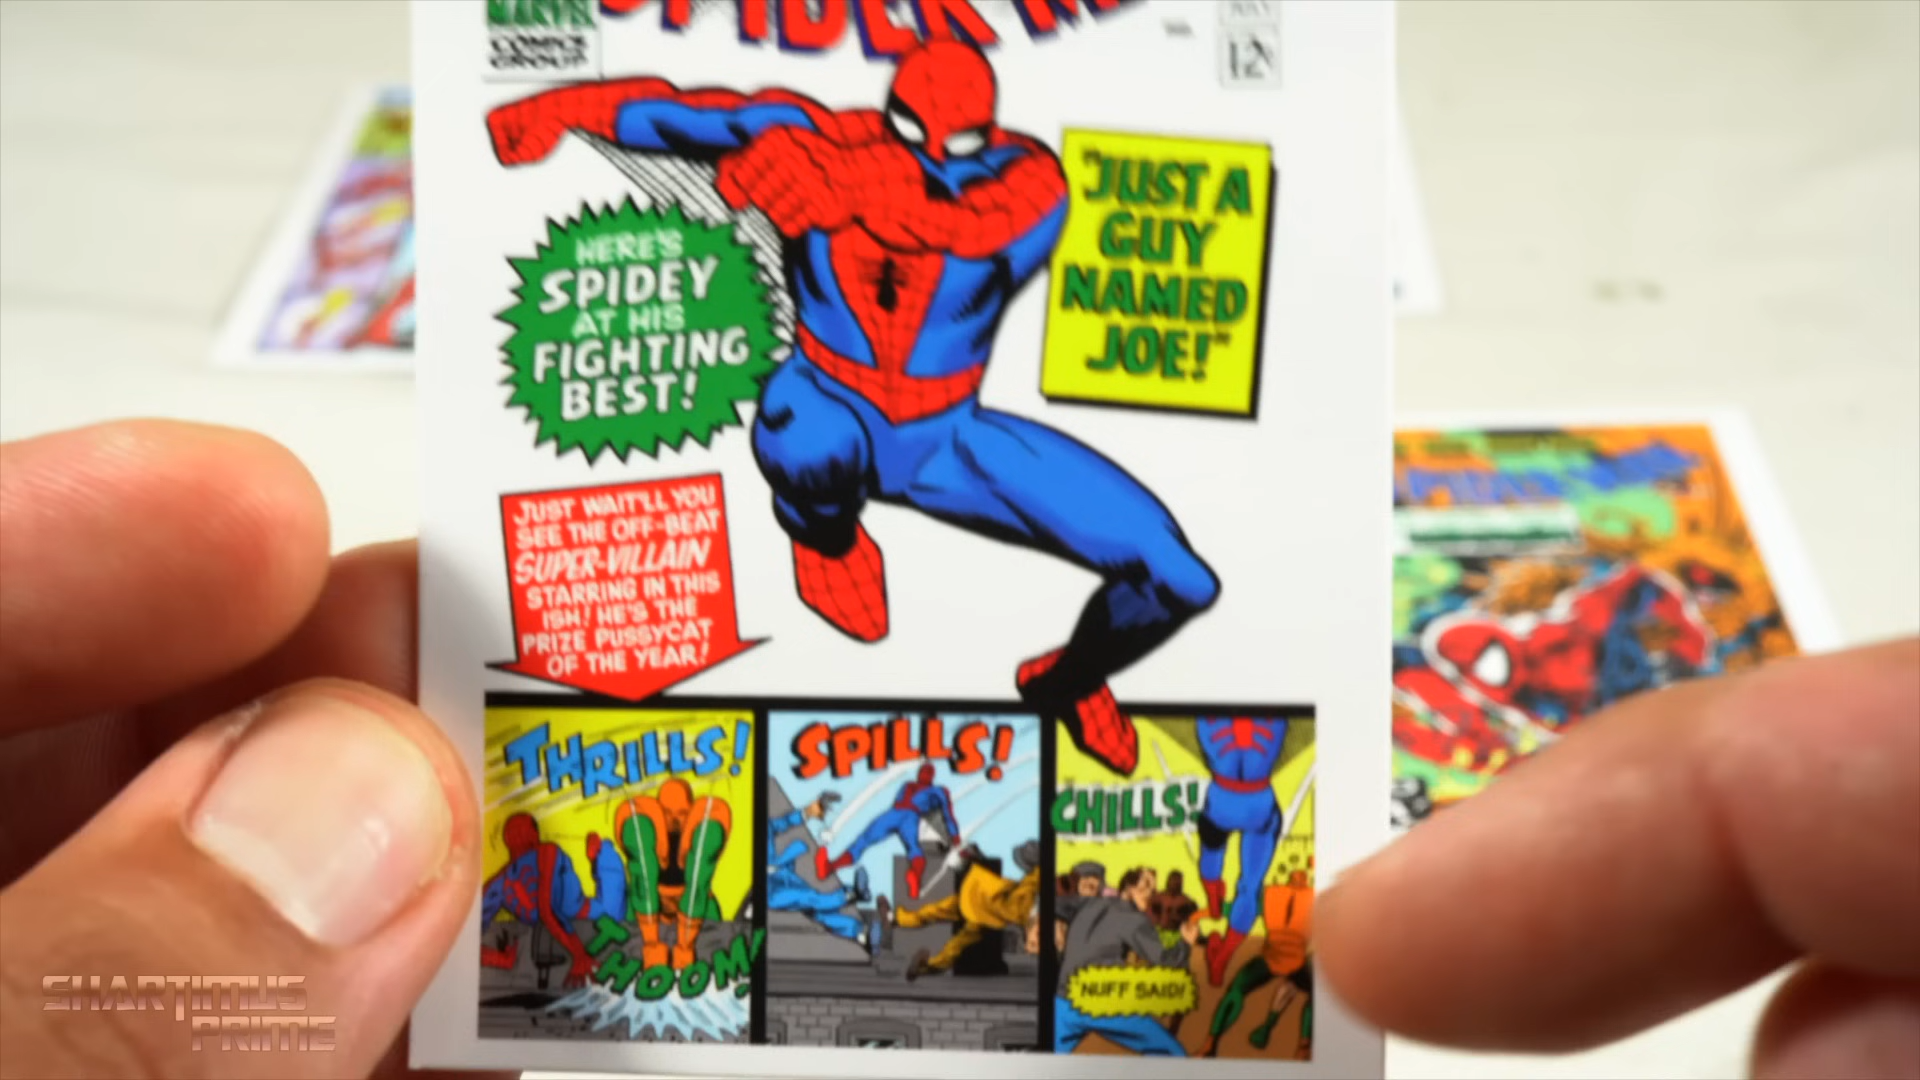 MARVEL
COMICS
GROUP
SPIDER-M
12¢
"JUST A
GUY
NAMED
JOE!"
HERE'S
SPIDEY
AT HIS
FIGHTING
BEST!
JUST WAIT'LL YOU
SEE THE OFF-BEAT
SUPER-VILLAIN
STARRING IN THIS
ISH! HE'S THE
PRIZE PUSSYCAT
OF THE YEAR!
THRILLS!
THOOM!
SPILLS!
CHILLS!
'NUFF SAID!
SHARTIMUS
PRIME